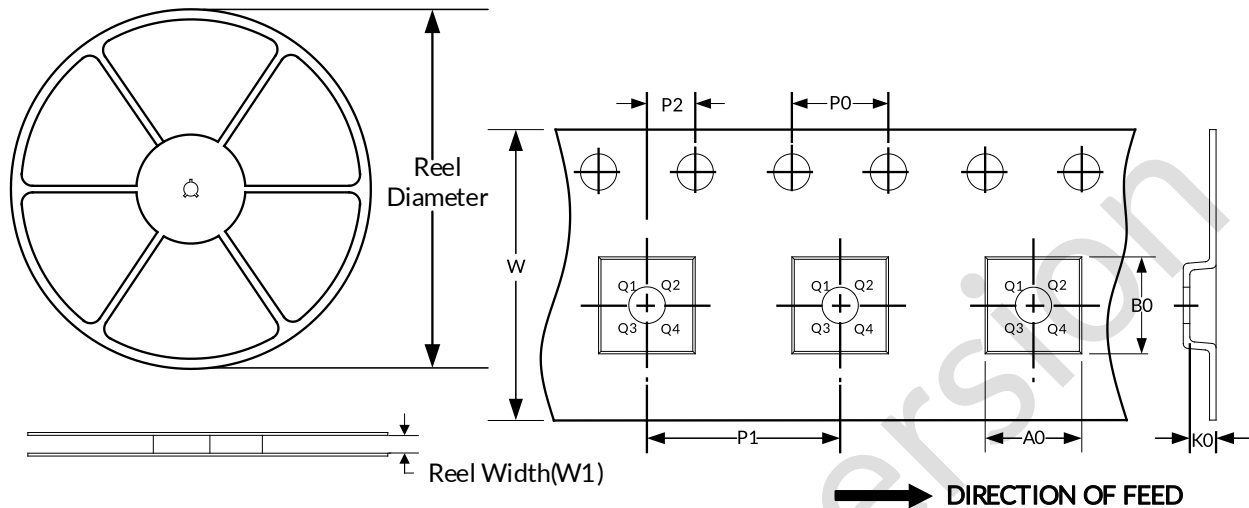 Reel
Diameter
Reel Width(W1)
P2
P0
W
Q1 Q2
Q3 Q4
Q1 Q2
Q3 Q4
Q1 Q2
Q3 Q4
B0
P1
A0
K0
DIRECTION OF FEED
ersion